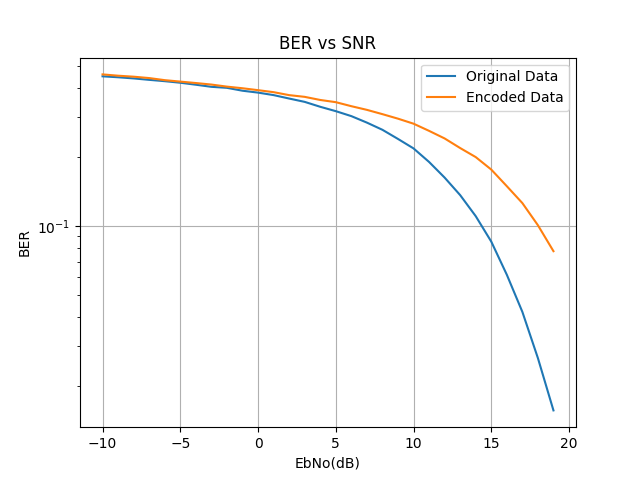 BER vs SNR
Original Data
Encoded Data
10⁻¹
BER
−10 −5 0 5 10 15 20
EbNo(dB)